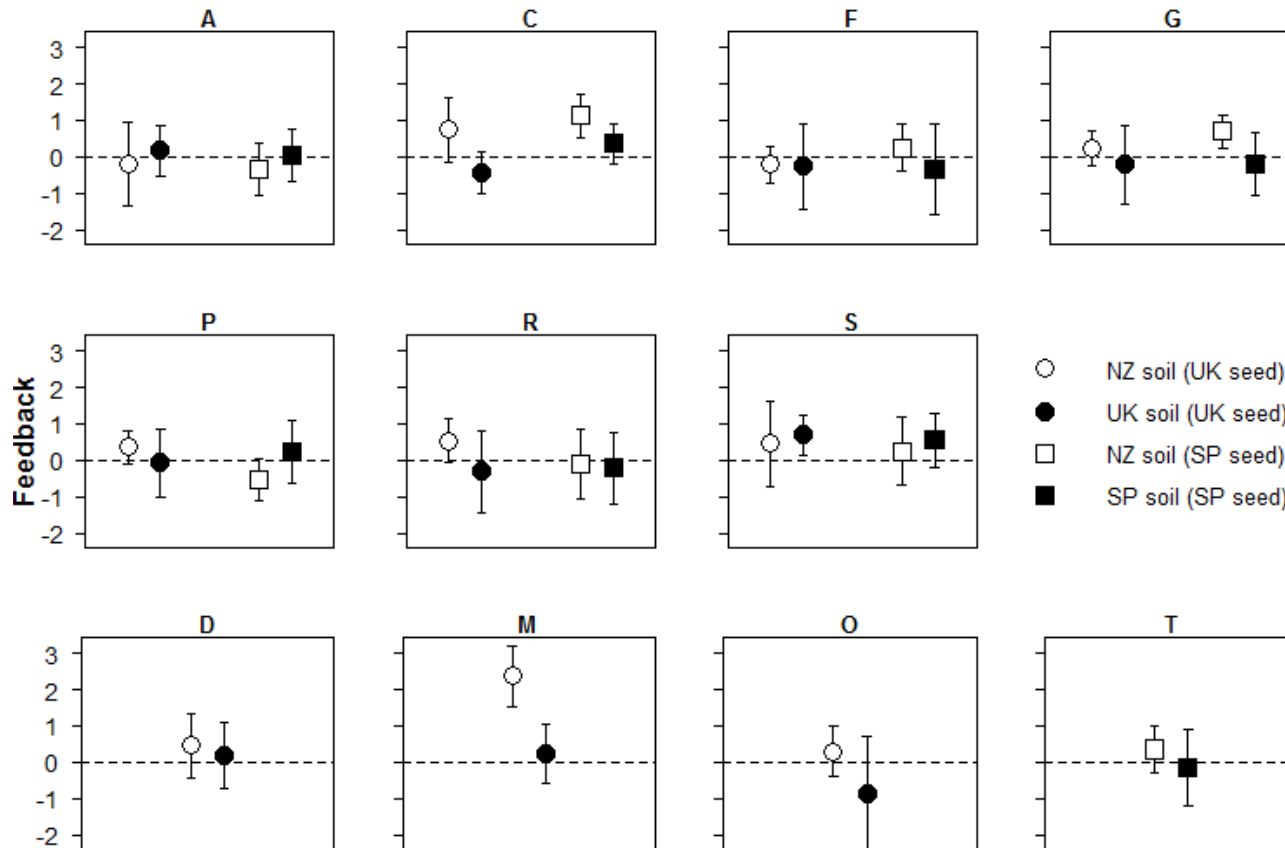 A C F G
3
2
1
0
-1
-2
P R S
Feedback
3
2
1
0
-1
-2
NZ soil (UK seed)
UK soil (UK seed)
NZ soil (SP seed)
SP soil (SP seed)
D M O T
3
2
1
0
-1
-2